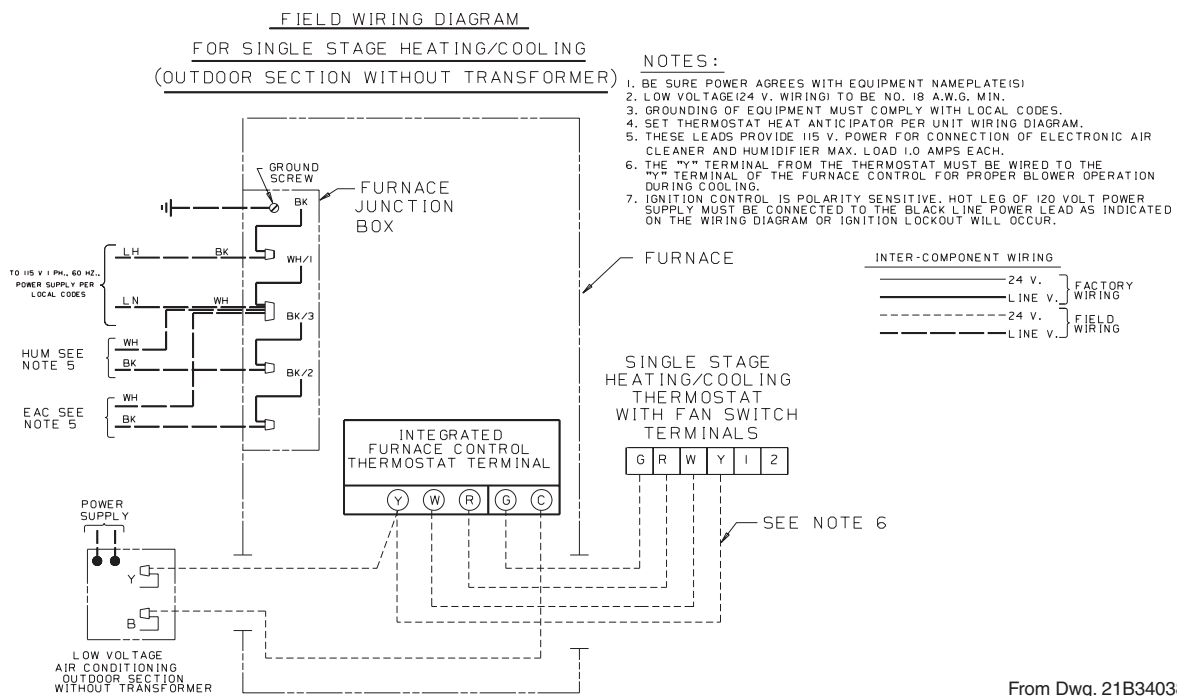 FIELD WIRING DIAGRAM
FOR SINGLE STAGE HEATING/COOLING
(OUTDOOR SECTION WITHOUT TRANSFORMER)
NOTES:
1. BE SURE POWER AGREES WITH EQUIPMENT NAMEPLATE(S)
2. LOW VOLTAGE(24 V. WIRING) TO BE NO. 18 A.W.G. MIN.
3. GROUNDING OF EQUIPMENT MUST COMPLY WITH LOCAL CODES.
4. SET THERMOSTAT HEAT ANTICIPATOR PER UNIT WIRING DIAGRAM.
5. THESE LEADS PROVIDE 115 V. POWER FOR CONNECTION OF ELECTRONIC AIR
CLEANER AND HUMIDIFIER MAX. LOAD 1.0 AMPS EACH.
6. THE "Y" TERMINAL FROM THE THERMOSTAT MUST BE WIRED TO THE
"Y" TERMINAL OF THE FURNACE CONTROL FOR PROPER BLOWER OPERATION
DURING COOLING.
7. IGNITION CONTROL IS POLARITY SENSITIVE. HOT LEG OF 120 VOLT POWER
SUPPLY MUST BE CONNECTED TO THE BLACK LINE POWER LEAD AS INDICATED
ON THE WIRING DIAGRAM OR IGNITION LOCKOUT WILL OCCUR.
INTER-COMPONENT WIRING
24 V.
LINE V.
FACTORY
WIRING
24 V.
LINE V.
FIELD
WIRING
GROUND
SCREW
BK
FURNACE
JUNCTION
BOX
FURNACE
LH
BK
WH/1
TO 115 V 1 PH., 60 HZ.,
POWER SUPPLY PER
LOCAL CODES
LN
WH
BK/3
HUM SEE
NOTE 5
WH
BK
BK/2
EAC SEE
NOTE 5
WH
BK
INTEGRATED
FURNACE CONTROL
THERMOSTAT TERMINAL
Y W R G C
SINGLE STAGE
HEATING/COOLING
THERMOSTAT
WITH FAN SWITCH
TERMINALS
G R W Y 1 2
SEE NOTE 6
POWER
SUPPLY
Y
B
LOW VOLTAGE
AIR CONDITIONING
OUTDOOR SECTION
WITHOUT TRANSFORMER